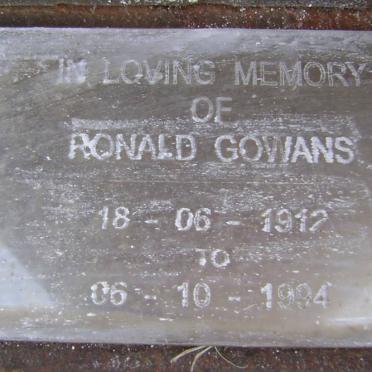 IN LOVING MEMORY
OF
RONALD GOWANS
18 - 06 - 1912
TO
06 - 10 - 1994